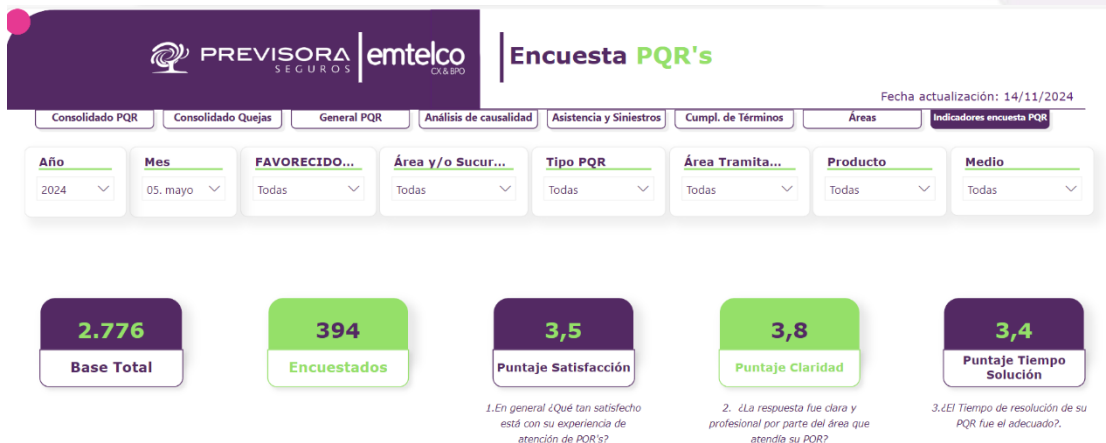 PREVISORA
SEGUROS
emtelco
CX & BPO
Encuesta PQR's
Fecha actualización: 14/11/2024
Consolidado PQR
Consolidado Quejas
General PQR
Análisis de causalidad
Asistencia y Siniestros
Cumpl. de Términos
Áreas
Indicadores encuesta PQR
Año
Mes
FAVORECIDO...
Área y/o Sucur...
Tipo PQR
Área Tramita...
Producto
Medio
2024
05. mayo
Todas
Todas
Todas
Todas
Todas
Todas
2.776
Base Total
394
Encuestados
3,5
Puntaje Satisfacción
3,8
Puntaje Claridad
3,4
Puntaje Tiempo
Solución
1.En general ¿Qué tan satisfecho
está con su experiencia de
atención de PQR's?
2. ¿La respuesta fue clara y
profesional por parte del área que
atendía su PQR?
3.¿El Tiempo de resolución de su
PQR fue el adecuado?.